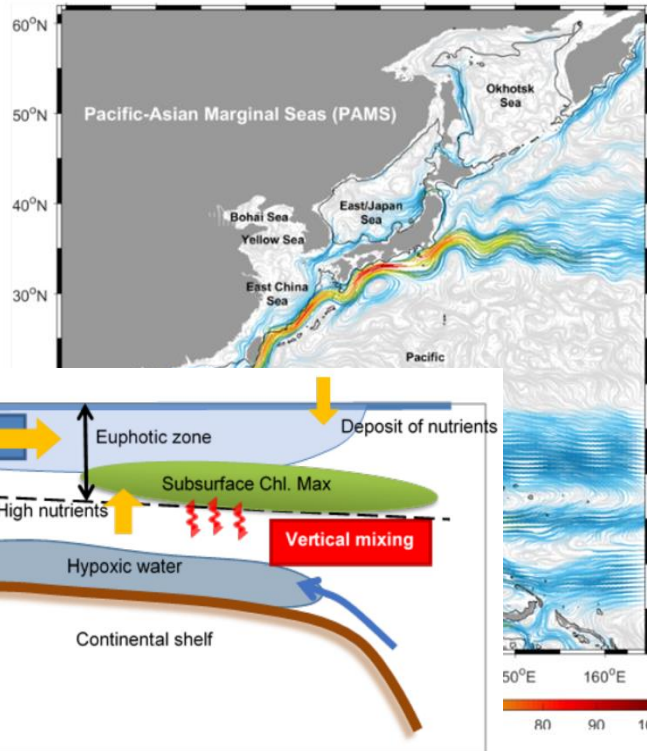 60°N
Okhotsk
Sea
Pacific-Asian Marginal Seas (PAMS)
50°N
40°N
East/Japan
Sea
Bohai Sea
Yellow Sea
30°N
East China
Sea
Pacific
Euphotic zone
Deposit of nutrients
Subsurface Chl. Max
High nutrients
Vertical mixing
Hypoxic water
Continental shelf
50°E
160°E
80
90